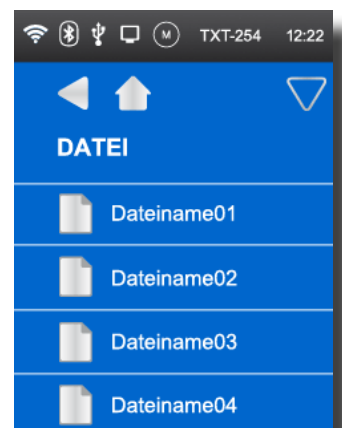 M TXT-254 12:22
DATEI
Dateiname01
Dateiname02
Dateiname03
Dateiname04